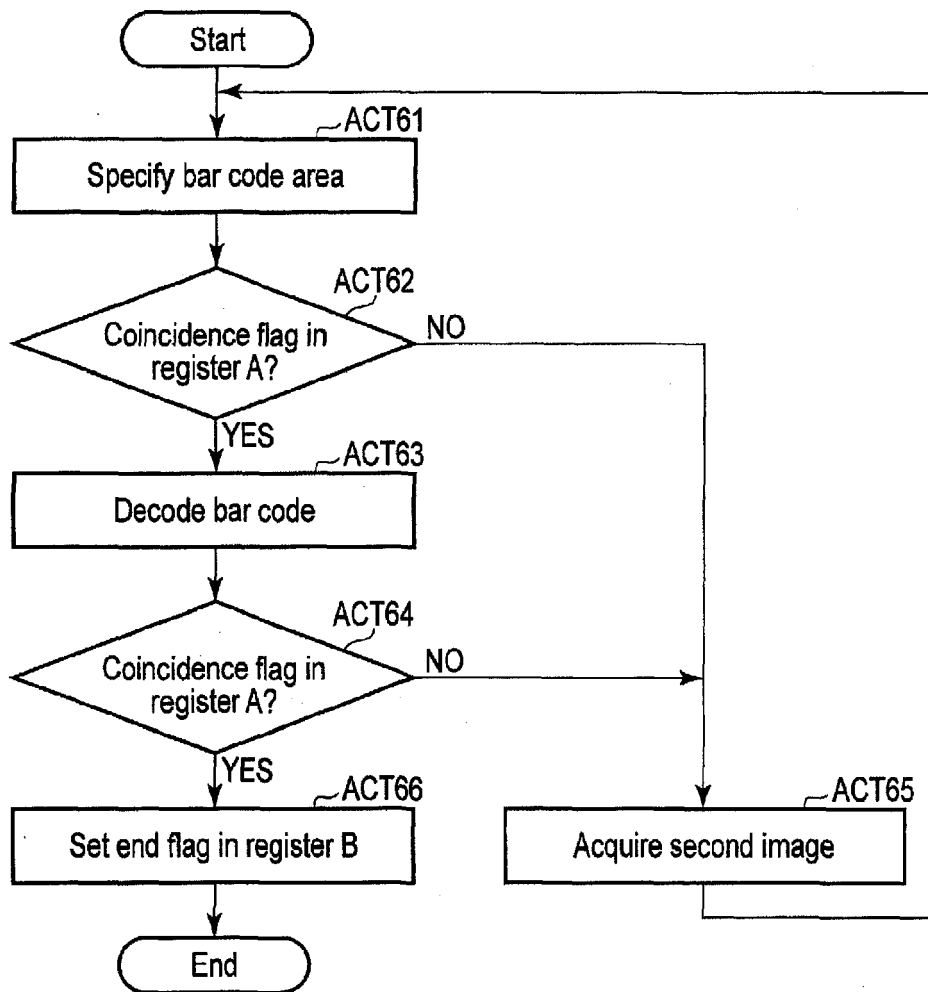 Start
ACT61
Specify bar code area
ACT62
Coincidence flag in
register A?
NO
YES
ACT63
Decode bar code
ACT64
Coincidence flag in
register A?
NO
YES
ACT66
Set end flag in register B
ACT65
Acquire second image
End